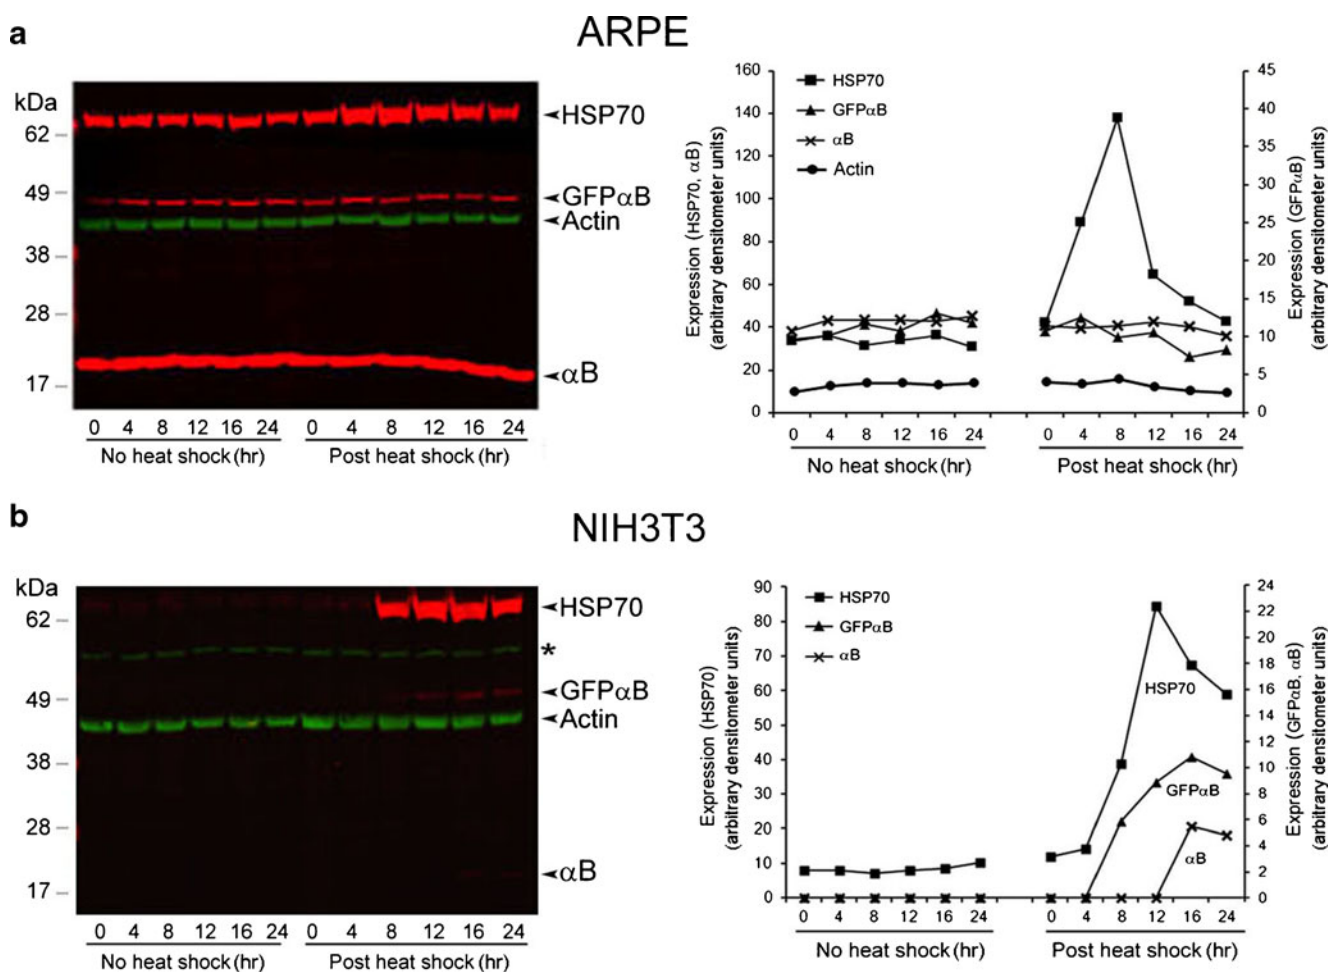 a
ARPE
kDa
62
49
38
28
17
HSP70
GFPαB
Actin
αB
0 4 8 12 16 24 0 4 8 12 16 24
No heat shock (hr) Post heat shock (hr)
Expression (HSP70, αB)
(arbitrary densitometer units)
160
140
120
100
80
60
40
20
0
HSP70
GFPαB
αB
Actin
45
40
35
30
25
20
15
10
5
0
Expression (GFPαB)
(arbitrary densitometer units)
0 4 8 12 16 24 0 4 8 12 16 24
No heat shock (hr) Post heat shock (hr)
b
NIH3T3
kDa
62
49
38
28
17
HSP70
*
GFPαB
Actin
αB
0 4 8 12 16 24 0 4 8 12 16 24
No heat shock (hr) Post heat shock (hr)
Expression (HSP70)
(arbitrary densitometer units)
90
80
70
60
50
40
30
20
10
0
HSP70
GFPαB
αB
HSP70
GFPαB
αB
24
22
20
18
16
14
12
10
8
6
4
2
0
Expression (GFPαB, αB)
(arbitrary densitometer units)
0 4 8 12 16 24 0 4 8 12 16 24
No heat shock (hr) Post heat shock (hr)